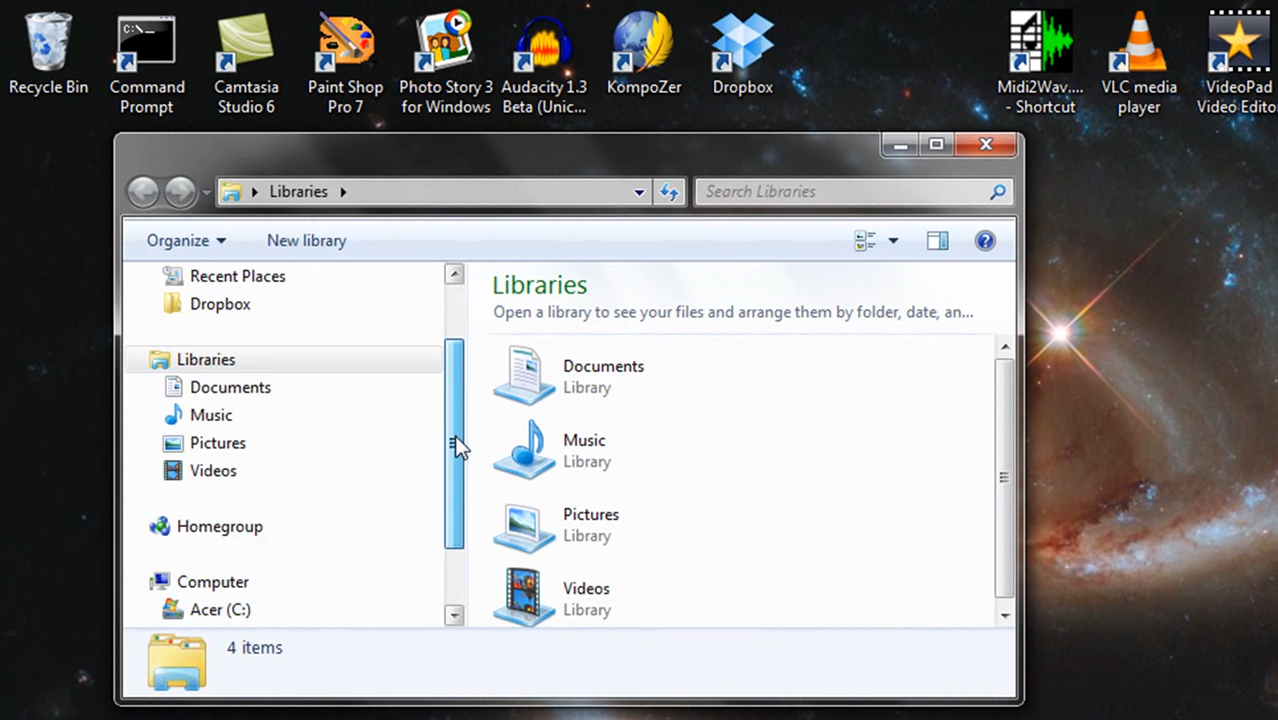 Recycle Bin
Command
Prompt
Camtasia
Studio 6
Paint Shop
Pro 7
Photo Story 3
for Windows
Audacity 1.3
Beta (Unic...
KompoZer
Dropbox
Midi2Wav....
- Shortcut
VLC media
player
VideoPad
Video Edito
C:\_
Libraries
Search Libraries
Organize
New library
Recent Places
Dropbox
Libraries
Documents
Music
Pictures
Videos
Homegroup
Computer
Acer (C:)
Libraries
Open a library to see your files and arrange them by folder, date, an...
Documents
Library
Music
Library
Pictures
Library
Videos
Library
4 items